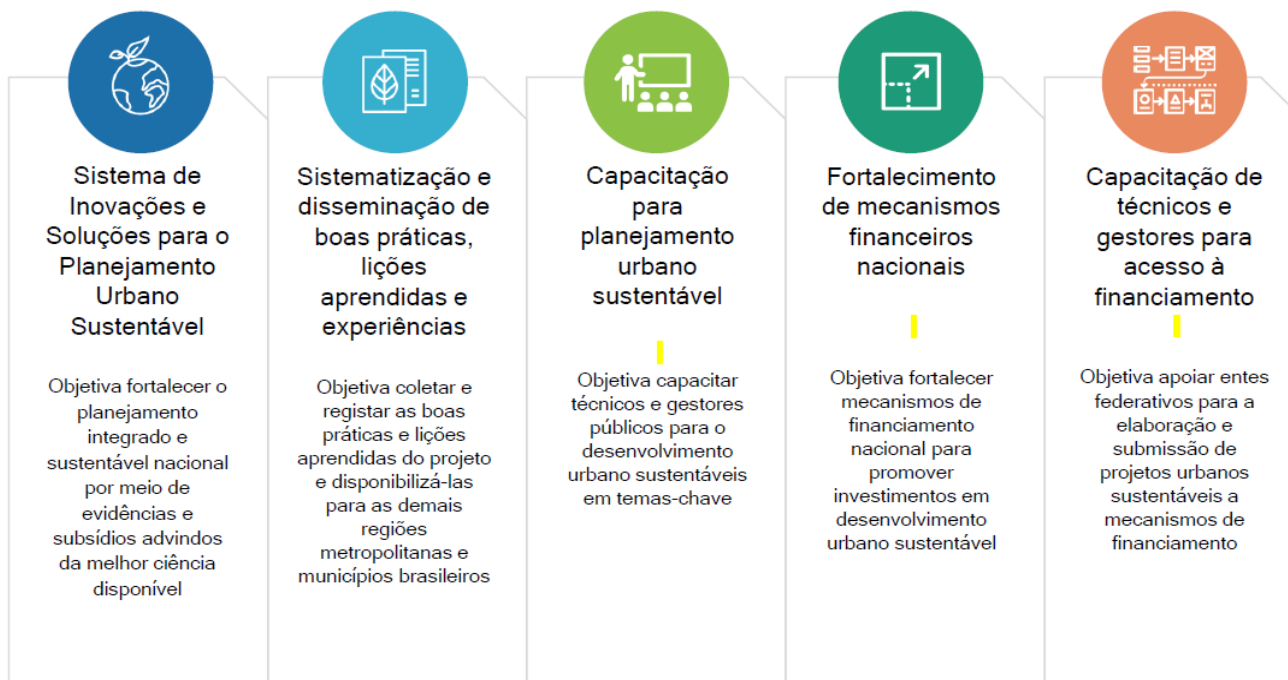 Sistema de
Inovações e
Soluções para o
Planejamento
Urbano
Sustentável
Objetiva fortalecer o
planejamento
integrado e
sustentável nacional
por meio de
evidências e
subsídios advindos
da melhor ciência
disponível
Sistematização e
disseminação de
boas práticas,
lições
aprendidas e
experiências
Objetiva coletar e
registar as boas
práticas e lições
aprendidas do projeto
e disponibilizá-las
para as demais
regiões
metropolitanas e
municípios brasileiros
Capacitação
para
planejamento
urbano
sustentável
Objetiva capacitar
técnicos e gestores
públicos para o
desenvolvimento
urbano sustentáveis
em temas-chave
Fortalecimento
de mecanismos
financeiros
nacionais
Objetiva fortalecer
mecanismos de
financiamento
nacional para
promover
investimentos em
desenvolvimento
urbano sustentável
Capacitação de
técnicos e
gestores para
acesso à
financiamento
Objetiva apoiar entes
federativos para a
elaboração e
submissão de
projetos urbanos
sustentáveis a
mecanismos de
financiamento